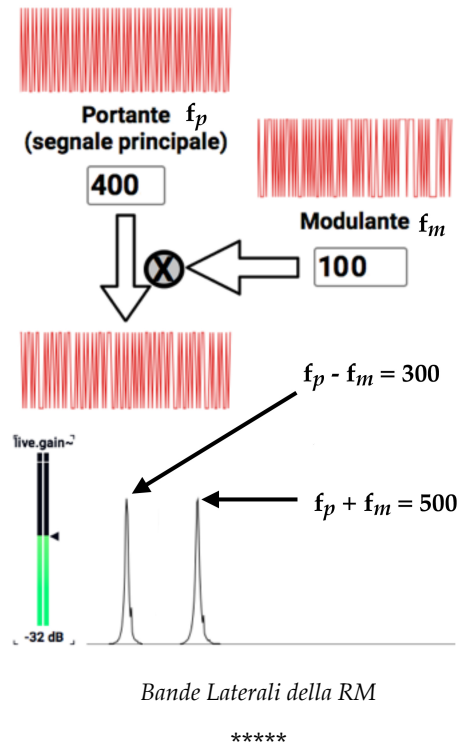 Portante fp
(segnale principale)
400
Modulante fm
100
X
fp - fm = 300
live.gain~
fp + fm = 500
-32 dB
Bande Laterali della RM
*****